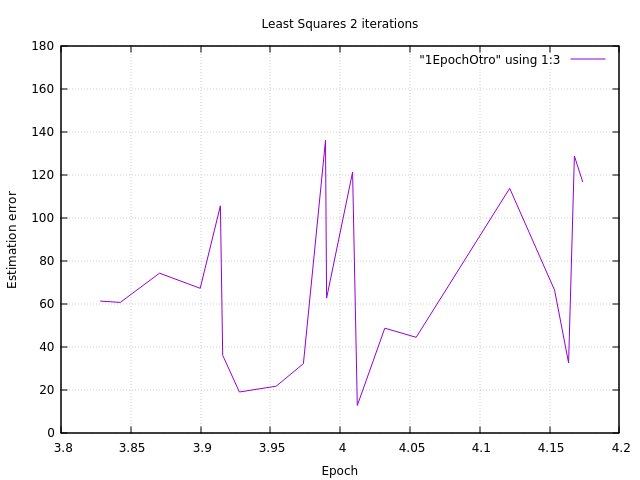 Least Squares 2 iterations
"1EpochOtro" using 1:3
Estimation error
180
160
140
120
100
80
60
40
20
0
3.8 3.85 3.9 3.95 4 4.05 4.1 4.15 4.2
Epoch